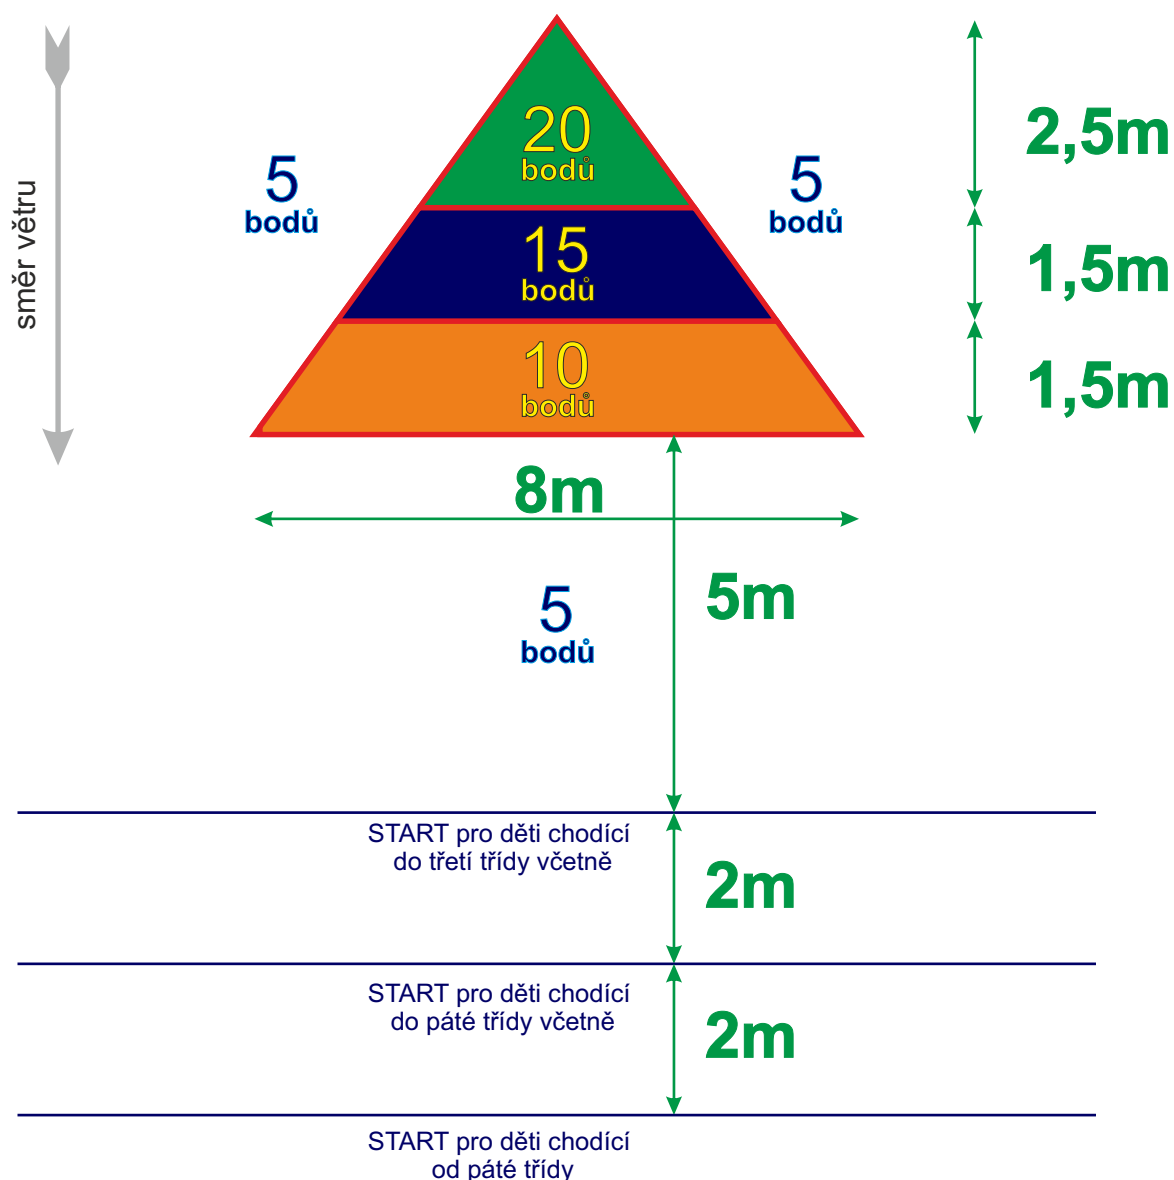 směr větru
20
bodů
5
bodů
5
bodů
2,5m
15
bodů
1,5m
10
bodů
1,5m
8m
5m
5
bodů
START pro děti chodící
do třetí třídy včetně
2m
START pro děti chodící
do páté třídy včetně
2m
START pro děti chodící
od páté třídy